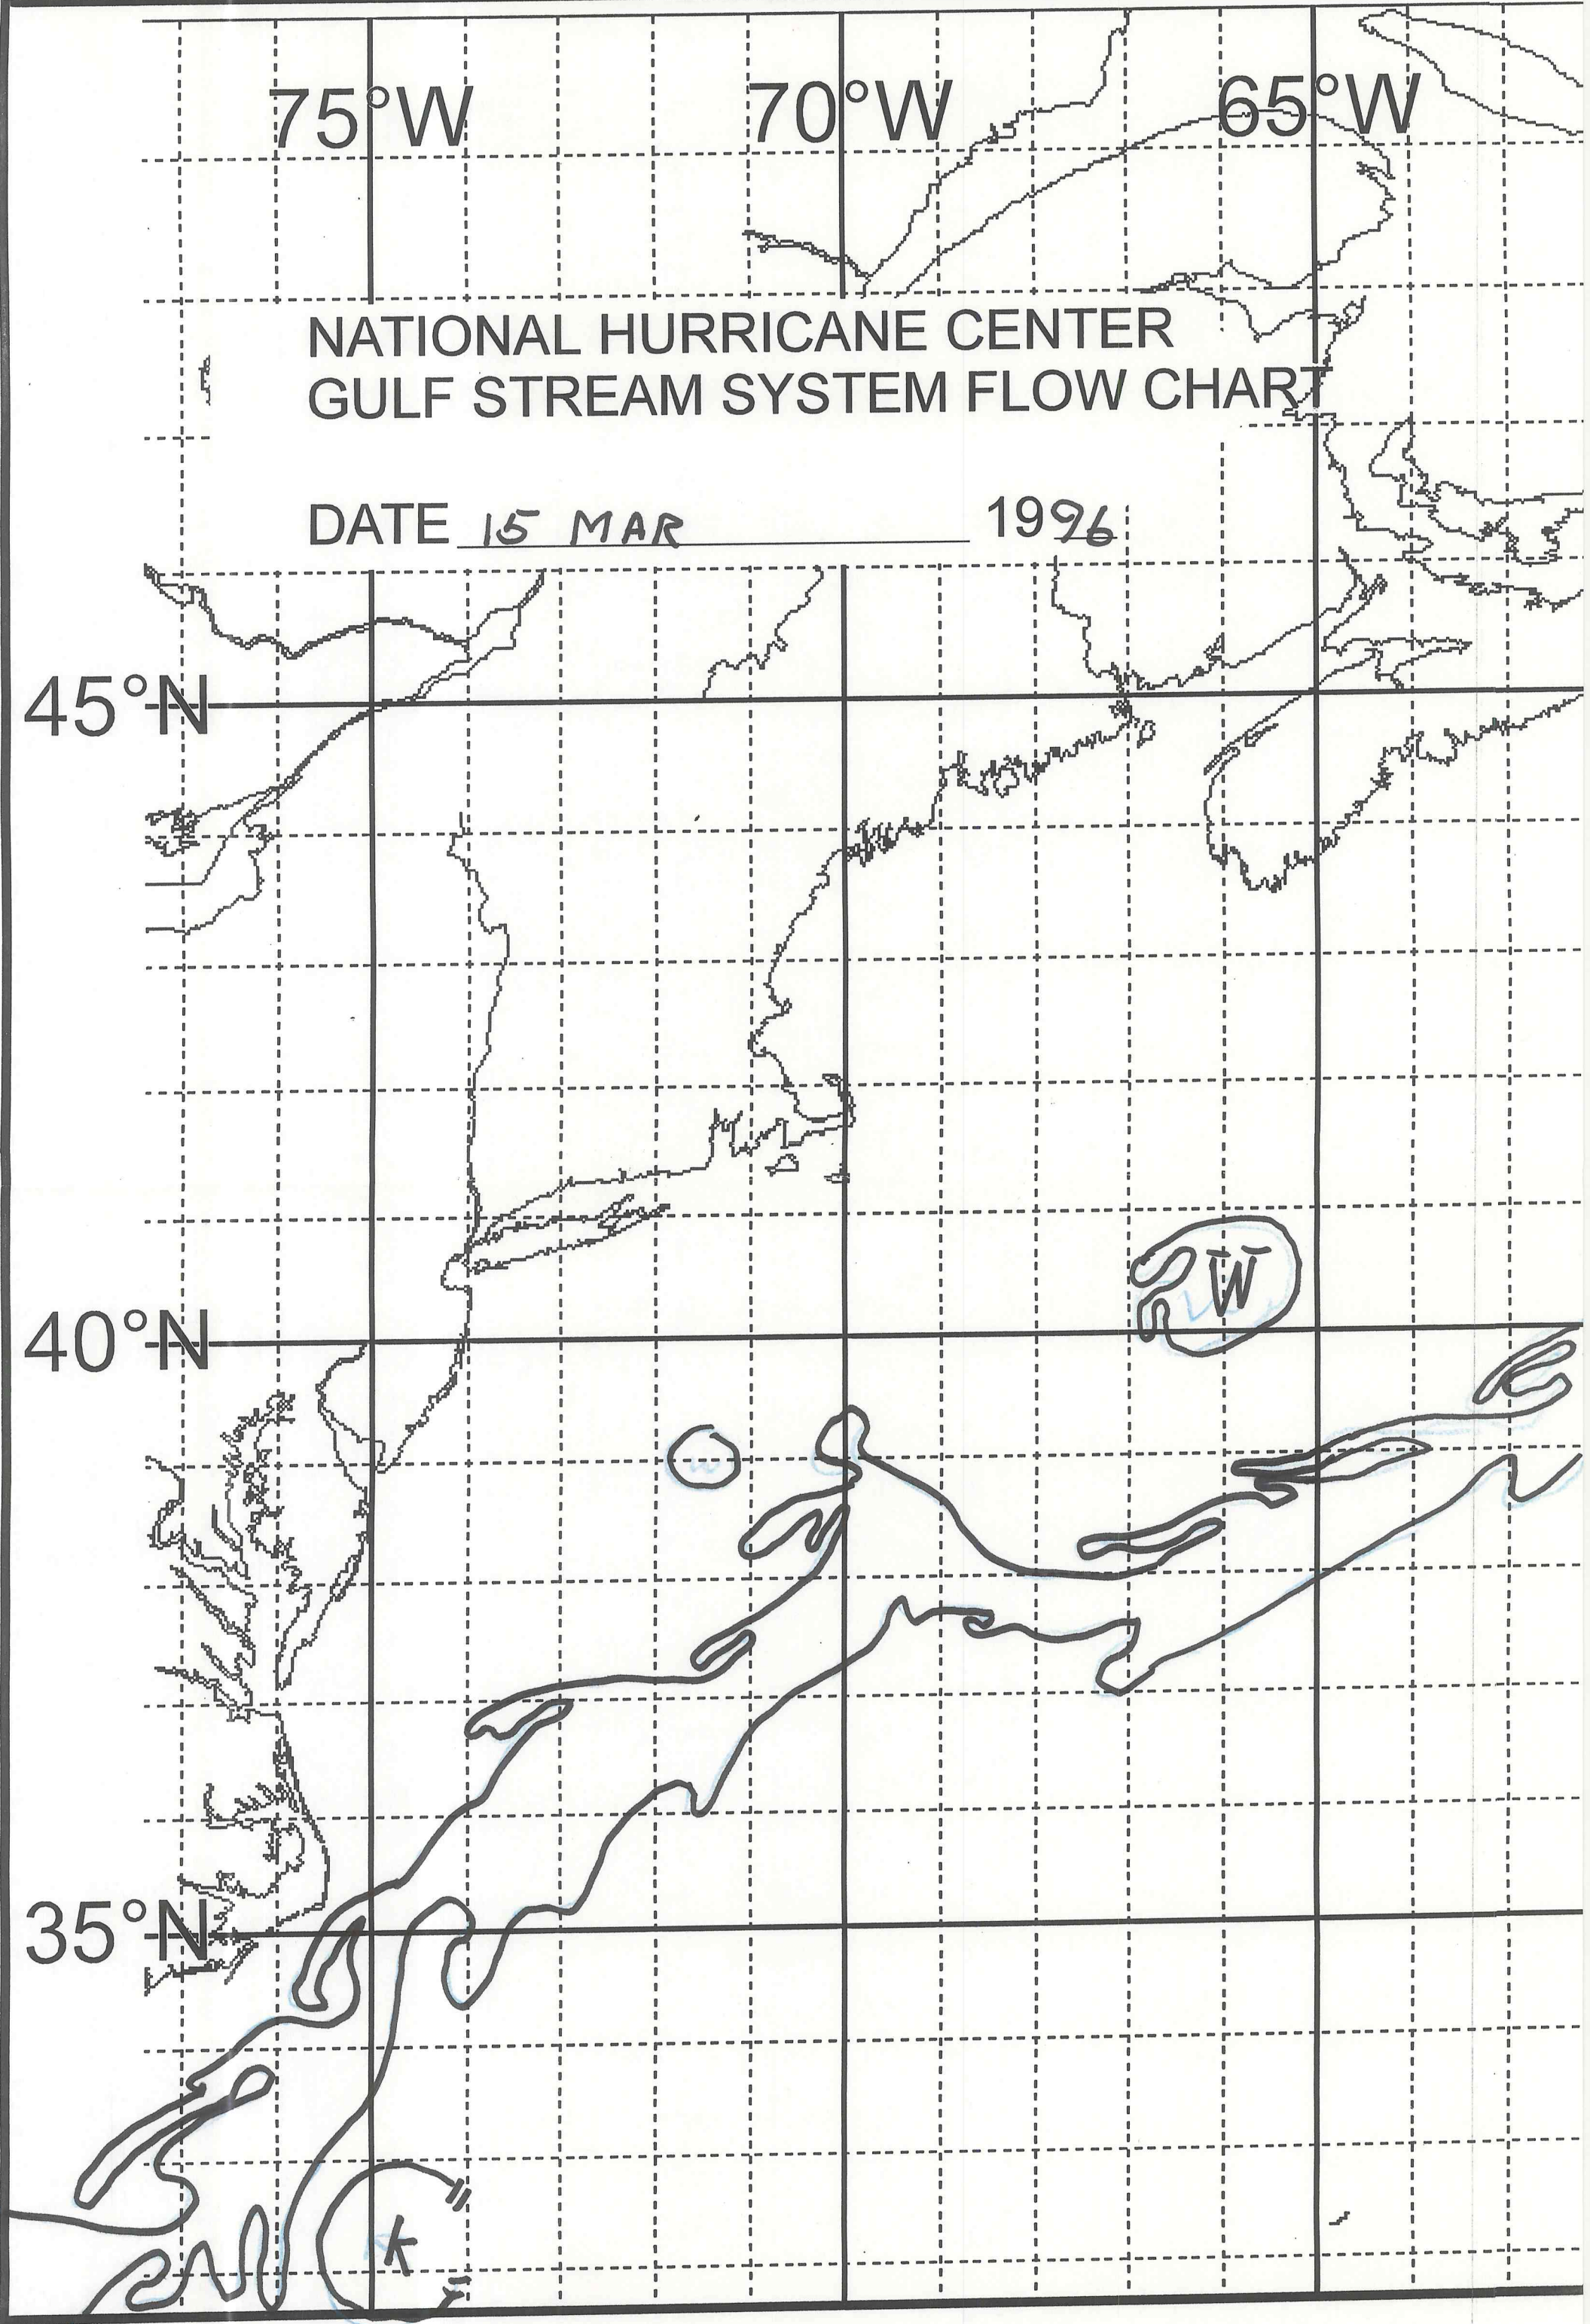 75°W 70°W 65°W
NATIONAL HURRICANE CENTER
GULF STREAM SYSTEM FLOW CHART
DATE 15 MAR 1996
45°N
W
40°N
W
35°N
K